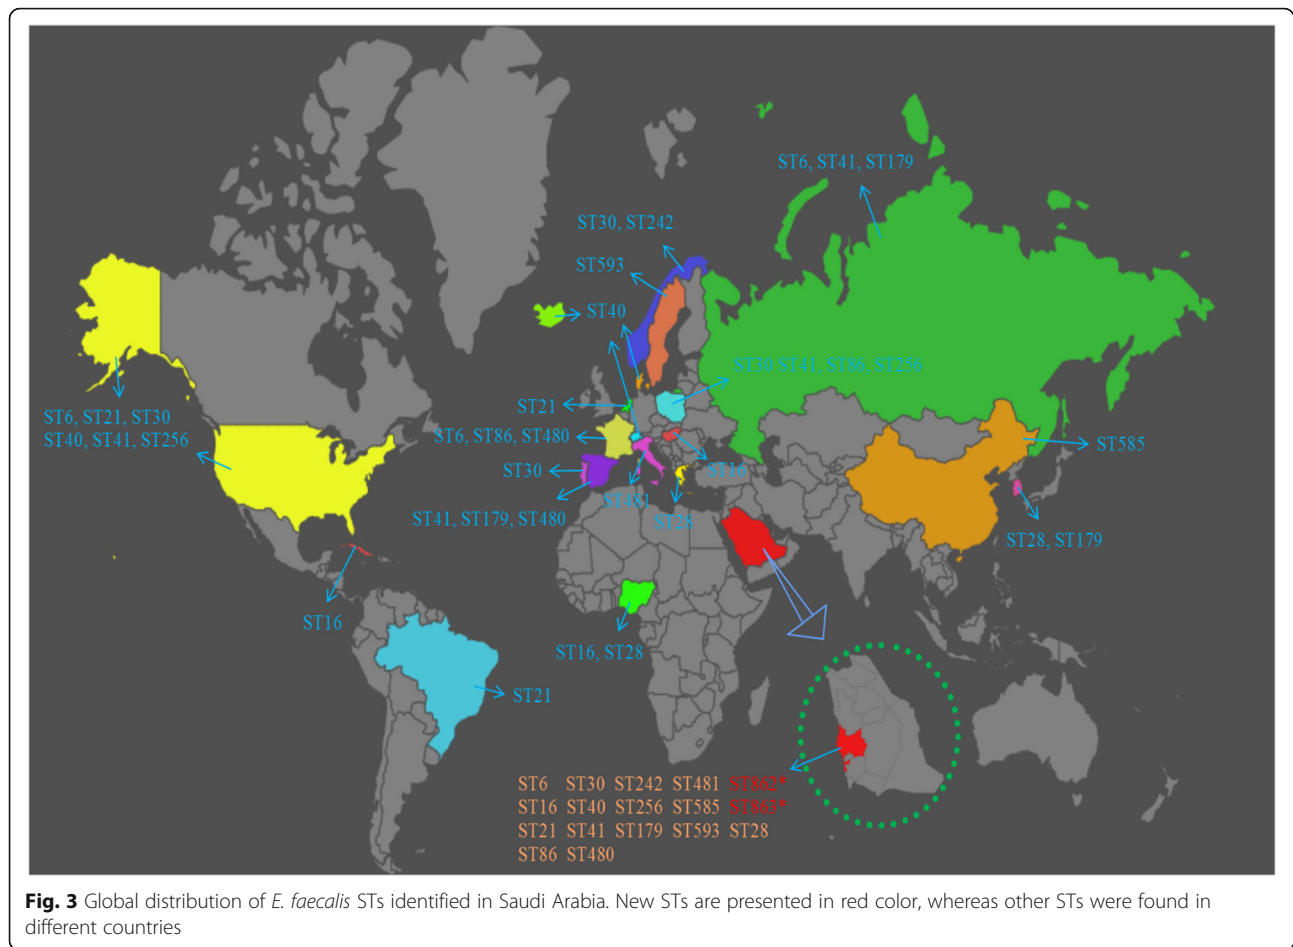 ST6, ST41, ST179
ST30, ST242
ST593
ST40
ST30 ST41, ST86, ST256
ST21
ST6, ST21, ST30
ST40, ST41, ST256
ST6, ST86, ST480
ST585
ST30
ST16
ST481
ST41, ST179, ST480
ST28
ST28, ST179
ST16
ST16, ST28
ST21
ST6 ST30 ST242 ST481 ST862*
ST16 ST40 ST256 ST585 ST863*
ST21 ST41 ST179 ST593 ST28
ST86 ST480
Fig. 3 Global distribution of E. faecalis STs identified in Saudi Arabia. New STs are presented in red color, whereas other STs were found in
different countries